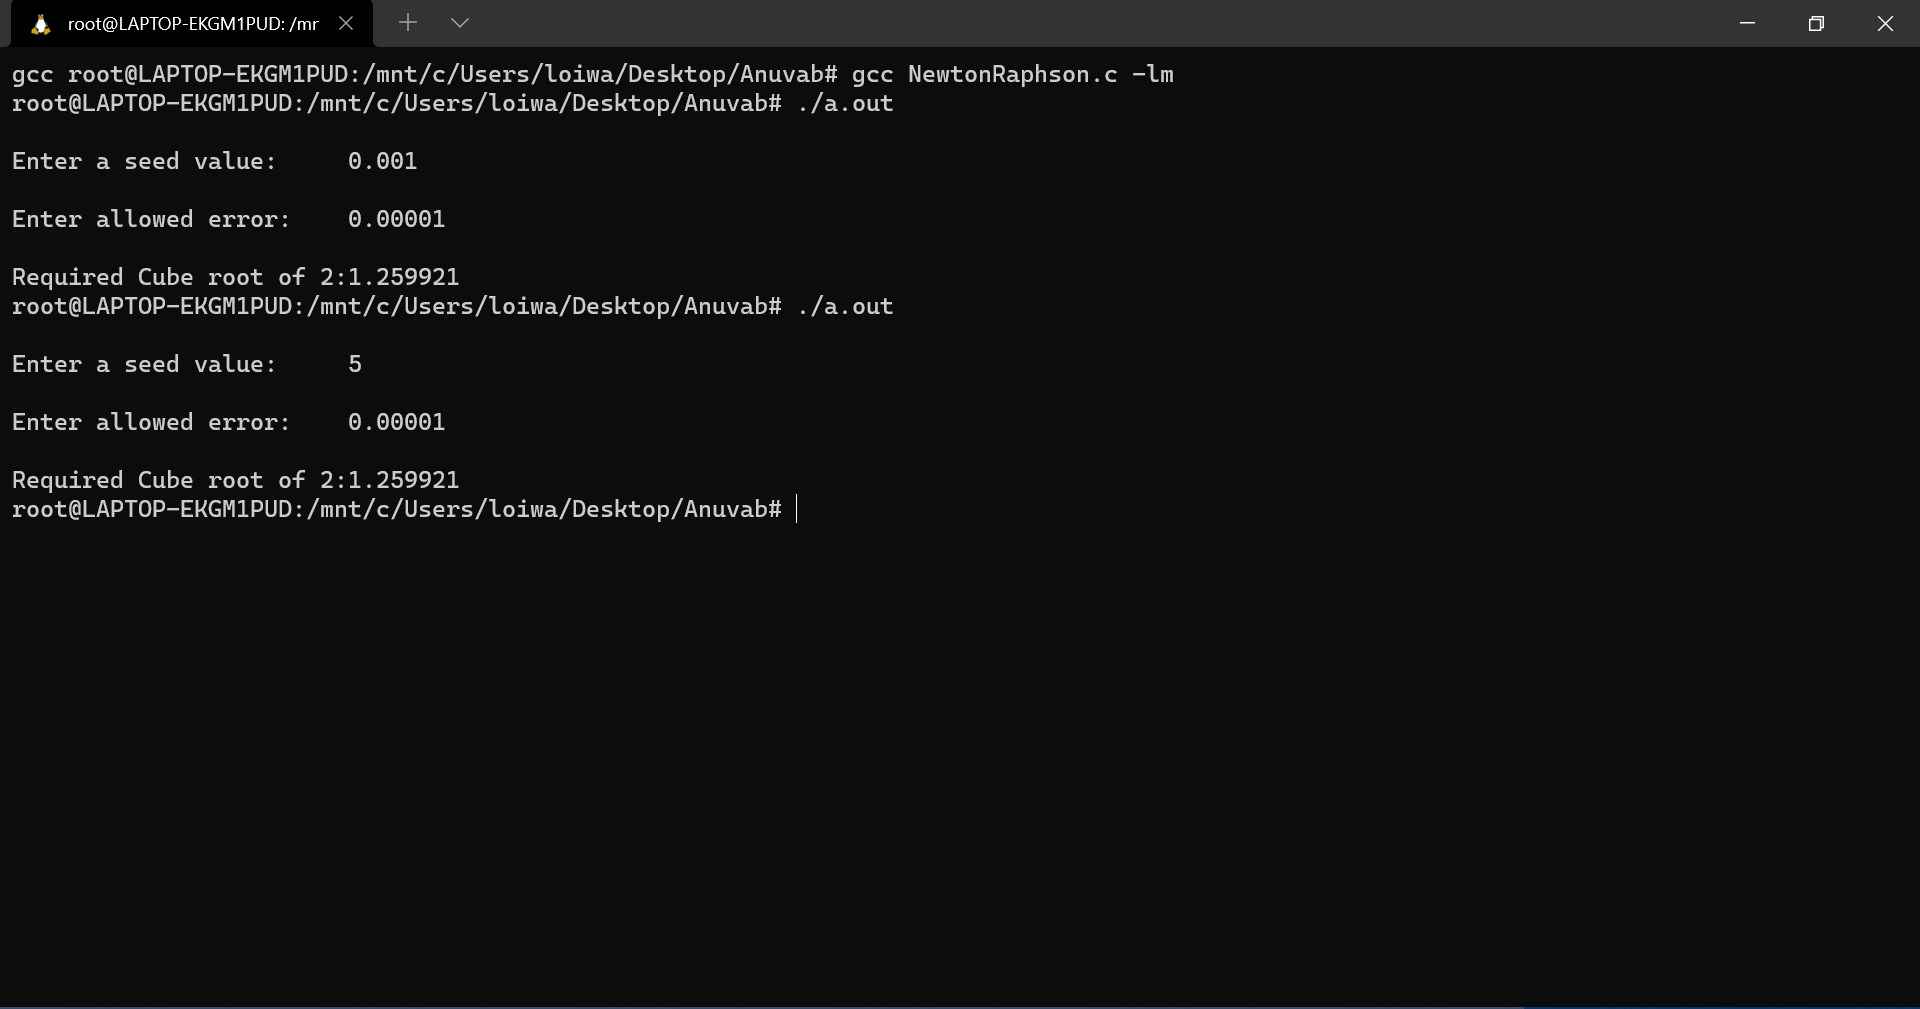 root@LAPTOP-EKGM1PUD: /mr
gcc root@LAPTOP-EKGM1PUD:/mnt/c/Users/loiwa/Desktop/Anuvab# gcc NewtonRaphson.c -lm
root@LAPTOP-EKGM1PUD:/mnt/c/Users/loiwa/Desktop/Anuvab# ./a.out
Enter a seed value:     0.001
Enter allowed error:    0.00001
Required Cube root of 2:1.259921
root@LAPTOP-EKGM1PUD:/mnt/c/Users/loiwa/Desktop/Anuvab# ./a.out
Enter a seed value:     5
Enter allowed error:    0.00001
Required Cube root of 2:1.259921
root@LAPTOP-EKGM1PUD:/mnt/c/Users/loiwa/Desktop/Anuvab#